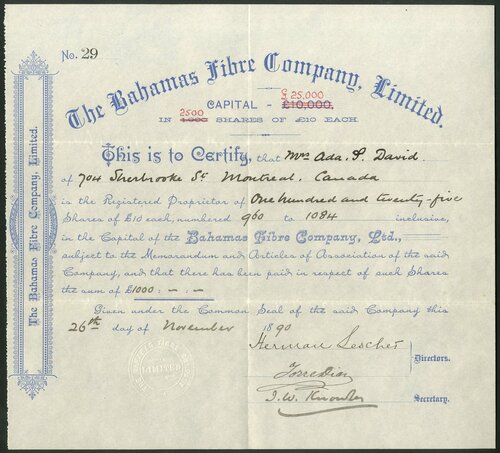 No. 29
The Bahamas Fibre Company, Limited.
£ 25,000
CAPITAL - £10,000,
2500
IN 1,000 SHARES OF £10 EACH.
This is to Certify, that Mrs Ada. S. David
of 704 Sherbrooke St Montreal. Canada
is the Registered Proprietor of One hundred and twenty-five
Shares of £10 each, numbered 960 to 1084 inclusive,
in the Capital of the Bahamas Fibre Company, Ltd.,
subject to the Memorandum and Articles of Association of the said
Company, and that there has been paid in respect of such Shares
the sum of £1000 : - : -
Given under the Common Seal of the said Company this
26th day of November 1890
Herman Lescher
Directors.
J.W. Knowles
Secretary.
The Bahamas Fibre Company, Limited.
LIMITED